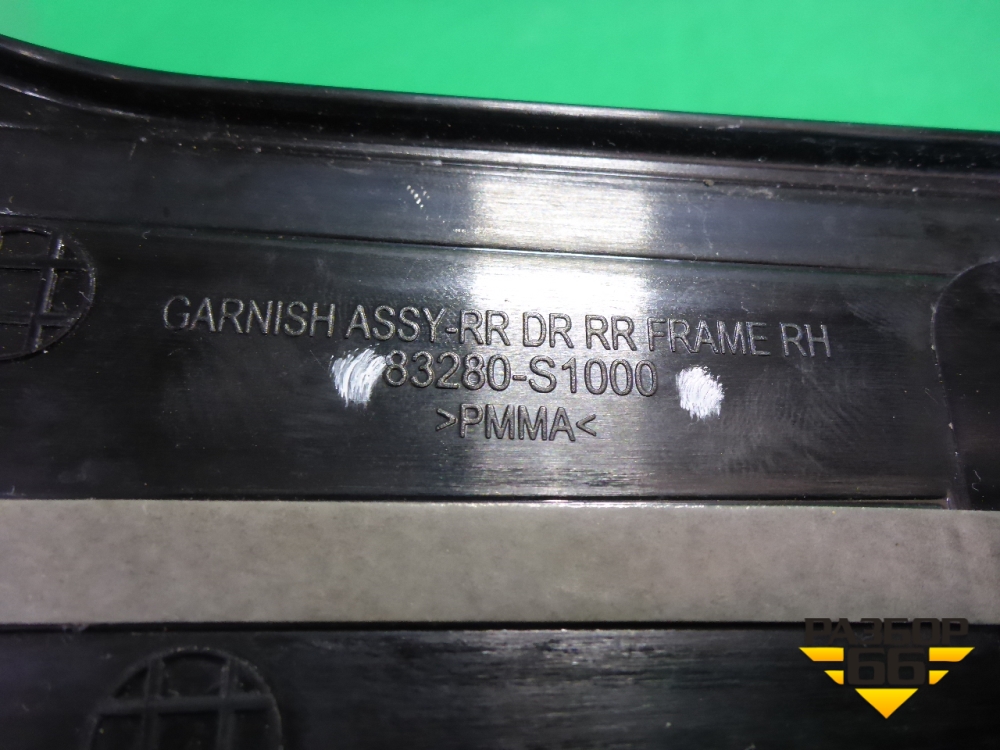 GARNISH ASSY-RR DR RR FRAME RH
83280-S1000
>PMMA<
РАЗБОР
66